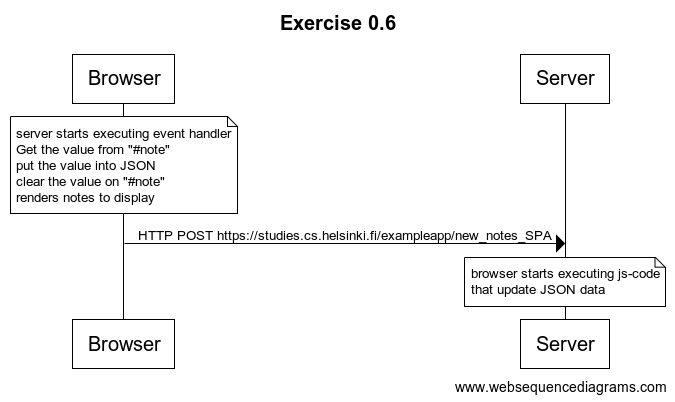 Exercise 0.6
Browser
Server
server starts executing event handler
Get the value from "#note"
put the value into JSON
clear the value on "#note"
renders notes to display
HTTP POST https://studies.cs.helsinki.fi/exampleapp/new_notes_SPA
browser starts executing js-code
that update JSON data
Browser
Server
www.websequencediagrams.com